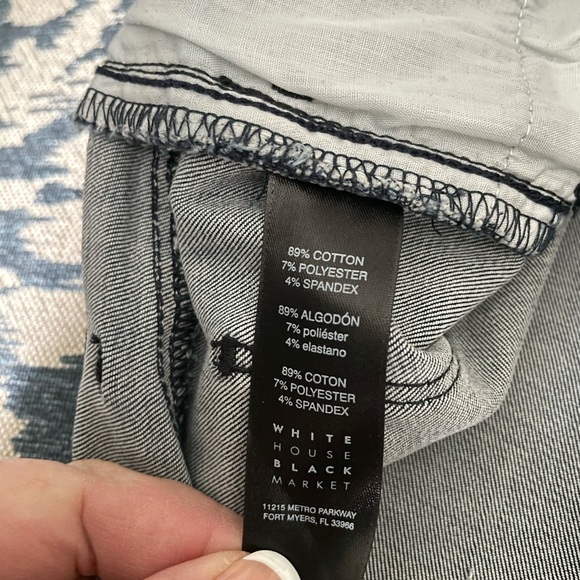 89% COTTON
7% POLYESTER
4% SPANDEX
89% ALGODÓN
7% poliéster
4% elastano
89% COTON
7% POLYESTER
4% SPANDEX
WHITE
HOUSE
BLACK
MARKET
11215 METRO PARKWAY
FORT MYERS, FL 33966